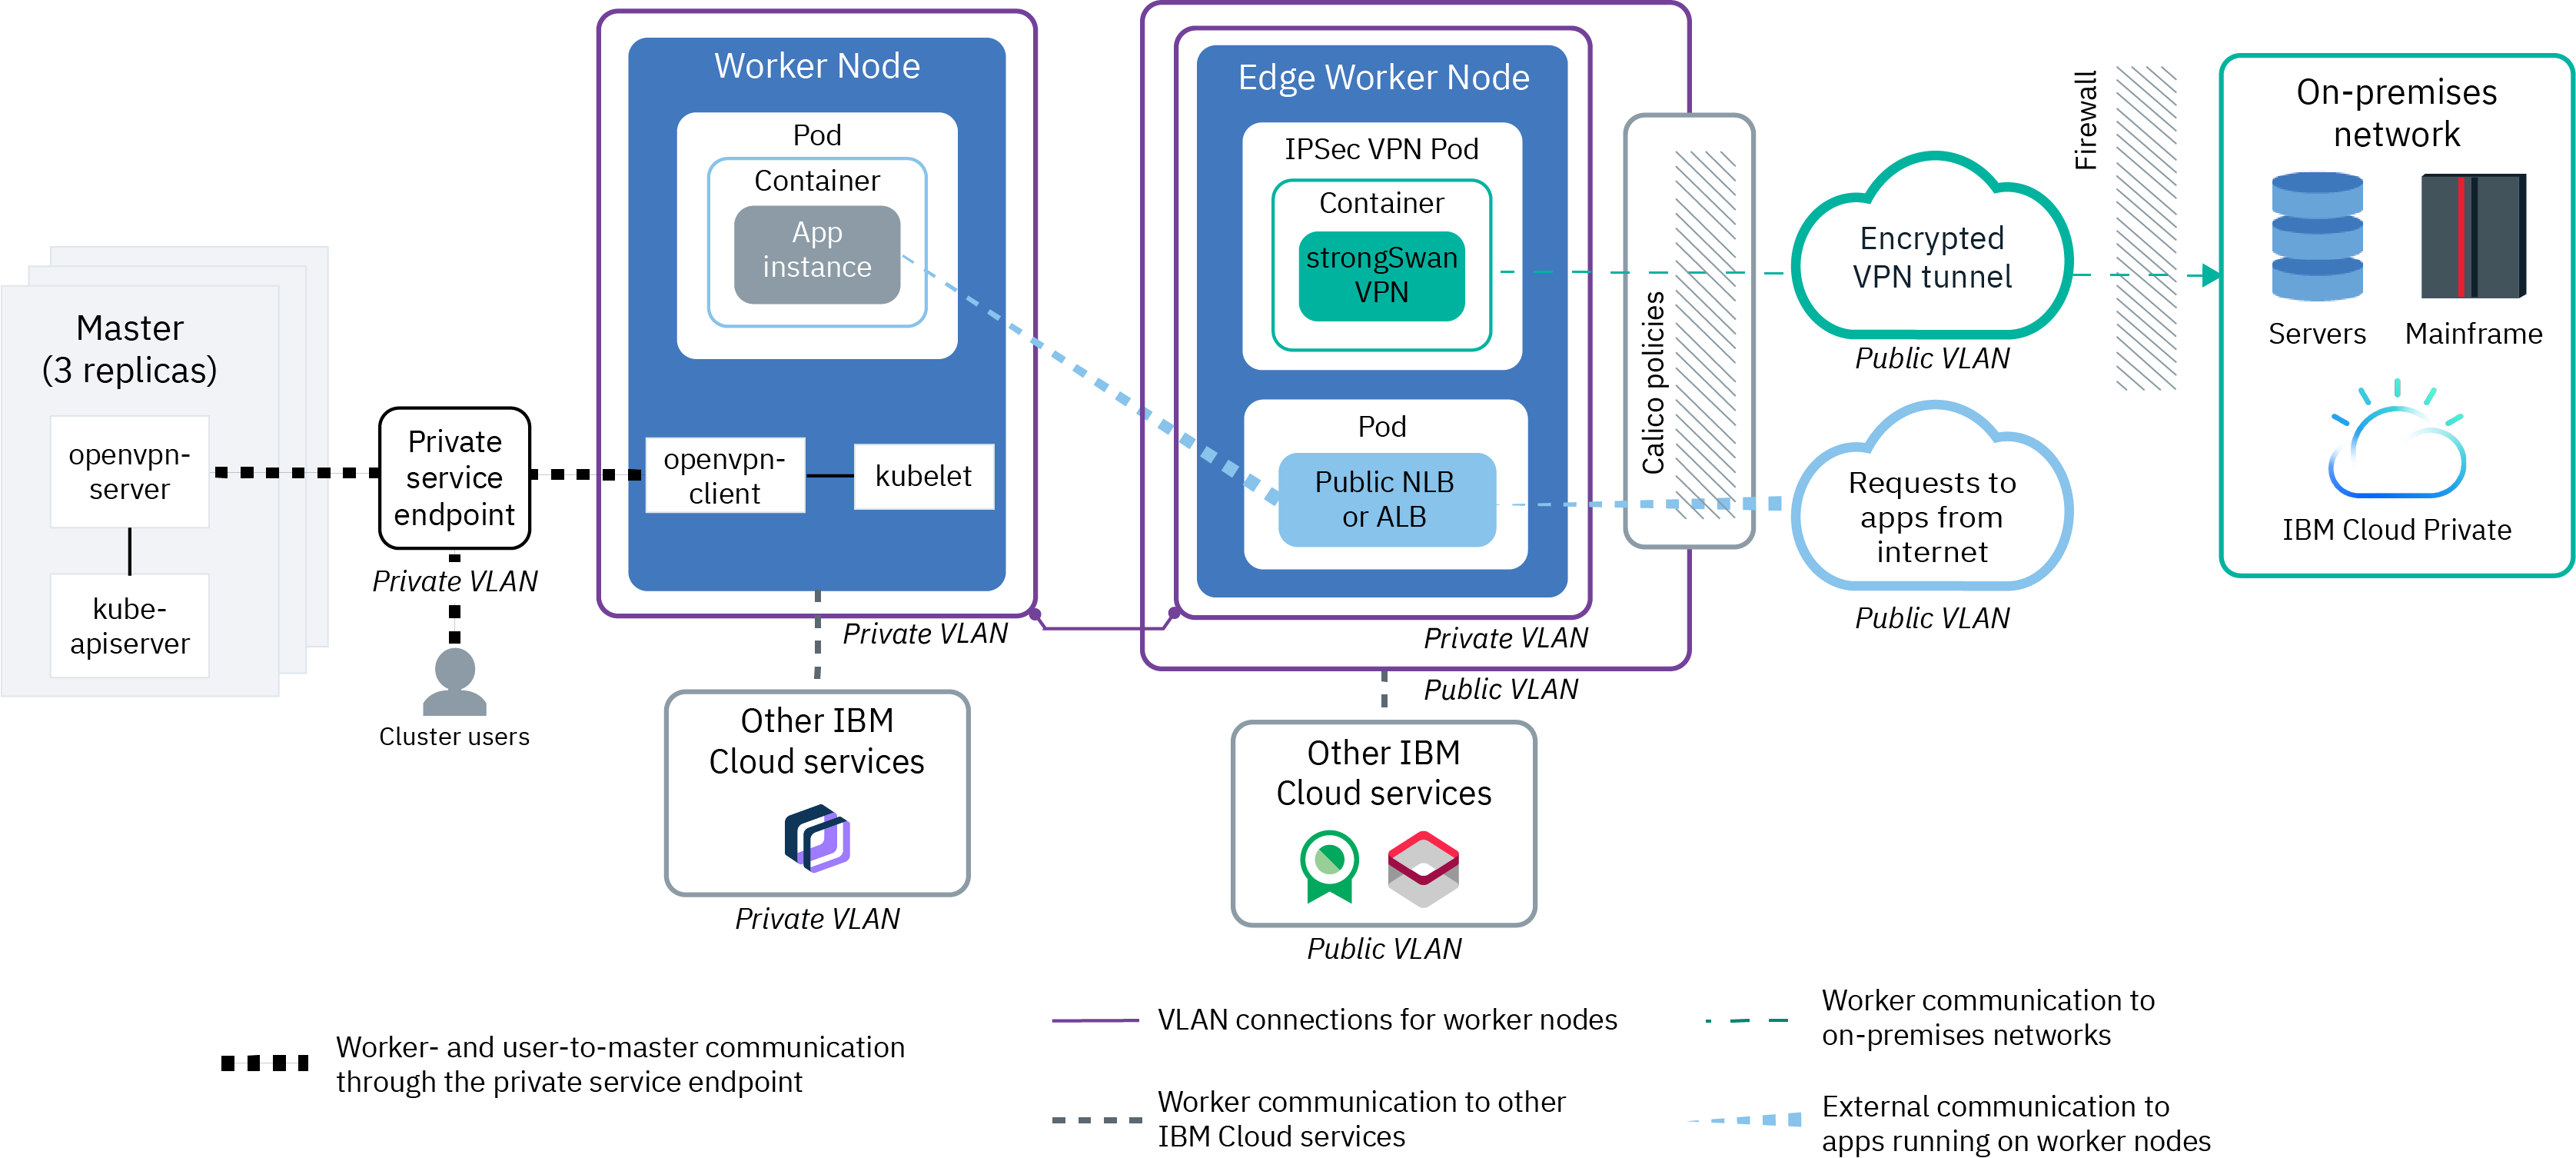 Master
(3 replicas)
openvpn-
server
kube-
apiserver
Private
service
endpoint
Private VLAN
Cluster users
Worker Node
Pod
Container
App
instance
openvpn-
client
kubelet
Private VLAN
Other IBM
Cloud services
Private VLAN
Edge Worker Node
IPSec VPN Pod
Container
strongSwan
VPN
Pod
Public NLB
or ALB
Private VLAN
Public VLAN
Other IBM
Cloud services
Public VLAN
Calico policies
Encrypted
VPN tunnel
Public VLAN
Requests to
apps from
internet
Public VLAN
Firewall
On-premises
network
Servers
Mainframe
IBM Cloud Private
Worker- and user-to-master communication
through the private service endpoint
VLAN connections for worker nodes
Worker communication to other
IBM Cloud services
Worker communication to
on-premises networks
External communication to
apps running on worker nodes